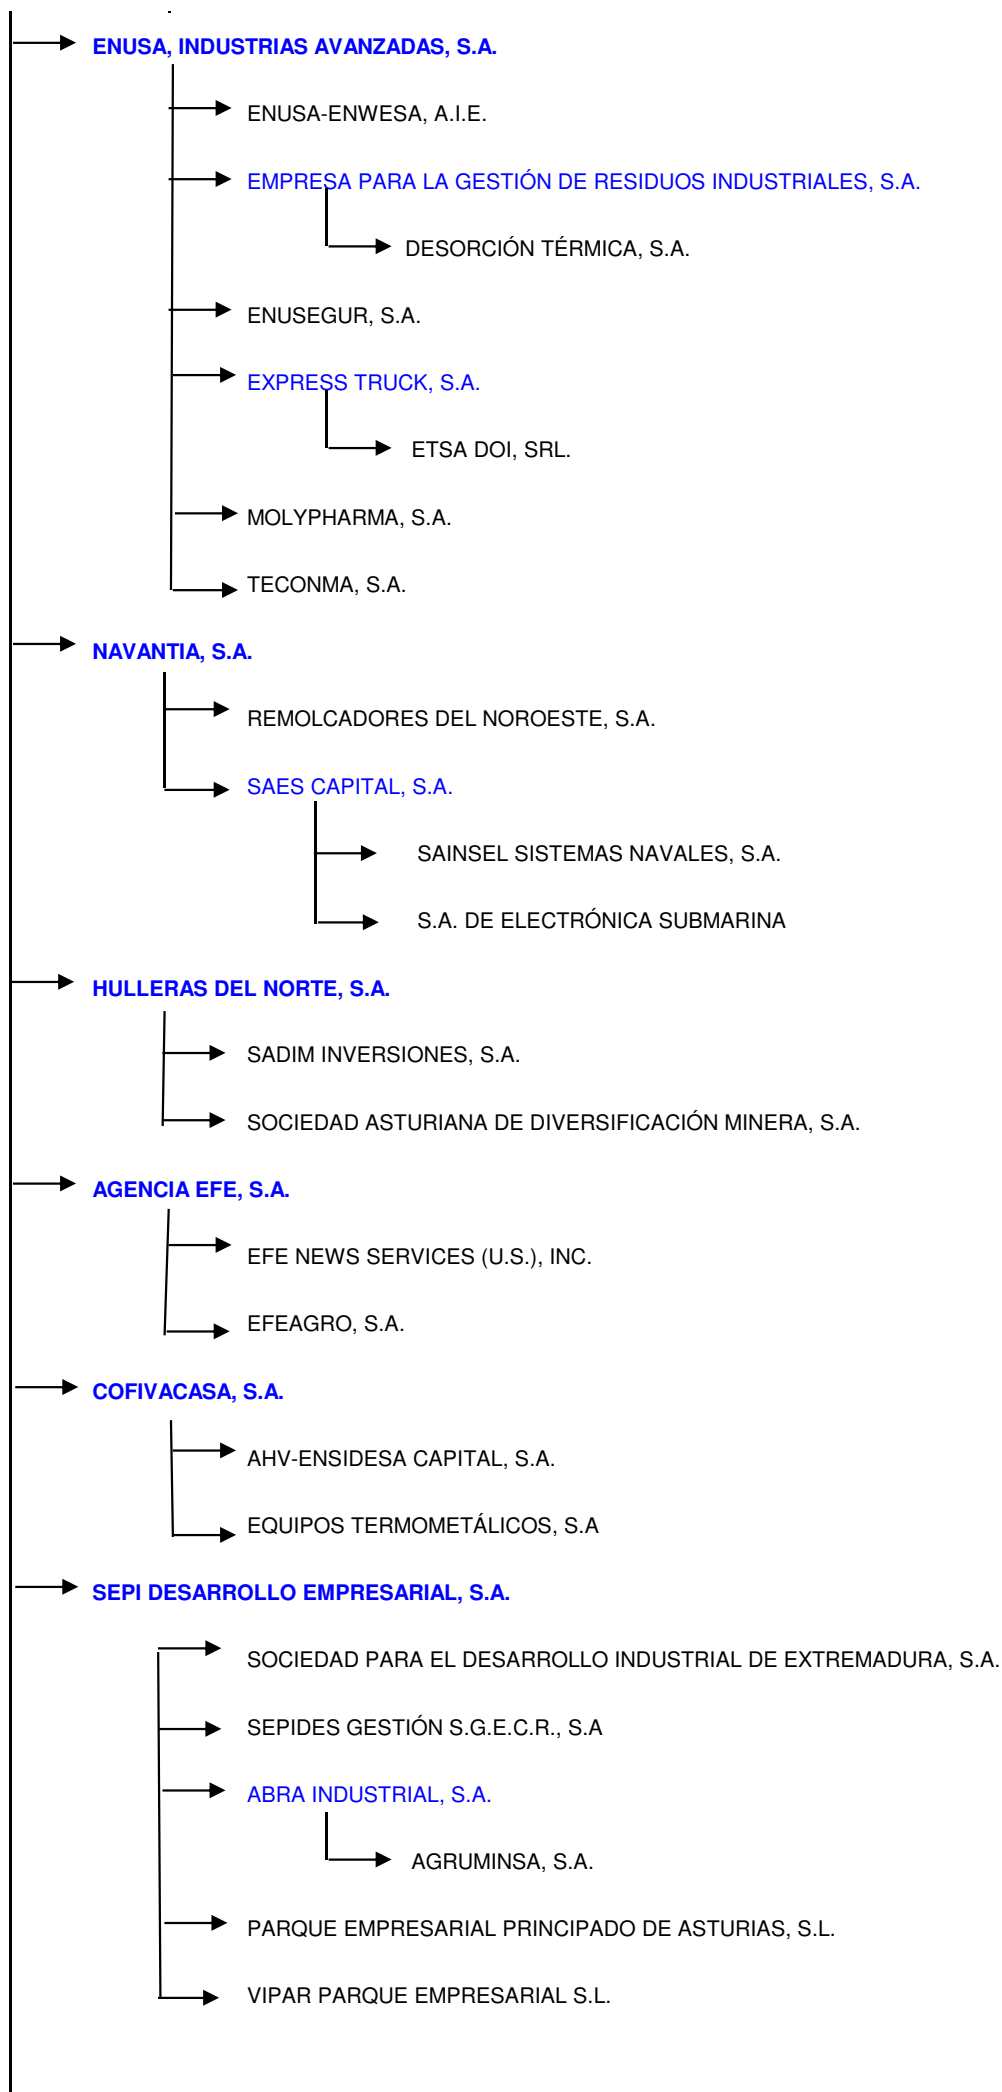 ENUSA, INDUSTRIAS AVANZADAS, S.A.
ENUSA-ENWESA, A.I.E.
EMPRESA PARA LA GESTIÓN DE RESIDUOS INDUSTRIALES, S.A.
DESORCIÓN TÉRMICA, S.A.
ENUSEGUR, S.A.
EXPRESS TRUCK, S.A.
ETSA DOI, SRL.
MOLYPHARMA, S.A.
TECONMA, S.A.
NAVANTIA, S.A.
REMOLCADORES DEL NOROESTE, S.A.
SAES CAPITAL, S.A.
SAINSEL SISTEMAS NAVALES, S.A.
S.A. DE ELECTRÓNICA SUBMARINA
HULLERAS DEL NORTE, S.A.
SADIM INVERSIONES, S.A.
SOCIEDAD ASTURIANA DE DIVERSIFICACIÓN MINERA, S.A.
AGENCIA EFE, S.A.
EFE NEWS SERVICES (U.S.), INC.
EFEAGRO, S.A.
COFIVACASA, S.A.
AHV-ENSIDESA CAPITAL, S.A.
EQUIPOS TERMOMETÁLICOS, S.A
SEPI DESARROLLO EMPRESARIAL, S.A.
SOCIEDAD PARA EL DESARROLLO INDUSTRIAL DE EXTREMADURA, S.A.
SEPIDES GESTIÓN S.G.E.C.R., S.A
ABRA INDUSTRIAL, S.A.
AGRUMINSA, S.A.
PARQUE EMPRESARIAL PRINCIPADO DE ASTURIAS, S.L.
VIPAR PARQUE EMPRESARIAL S.L.